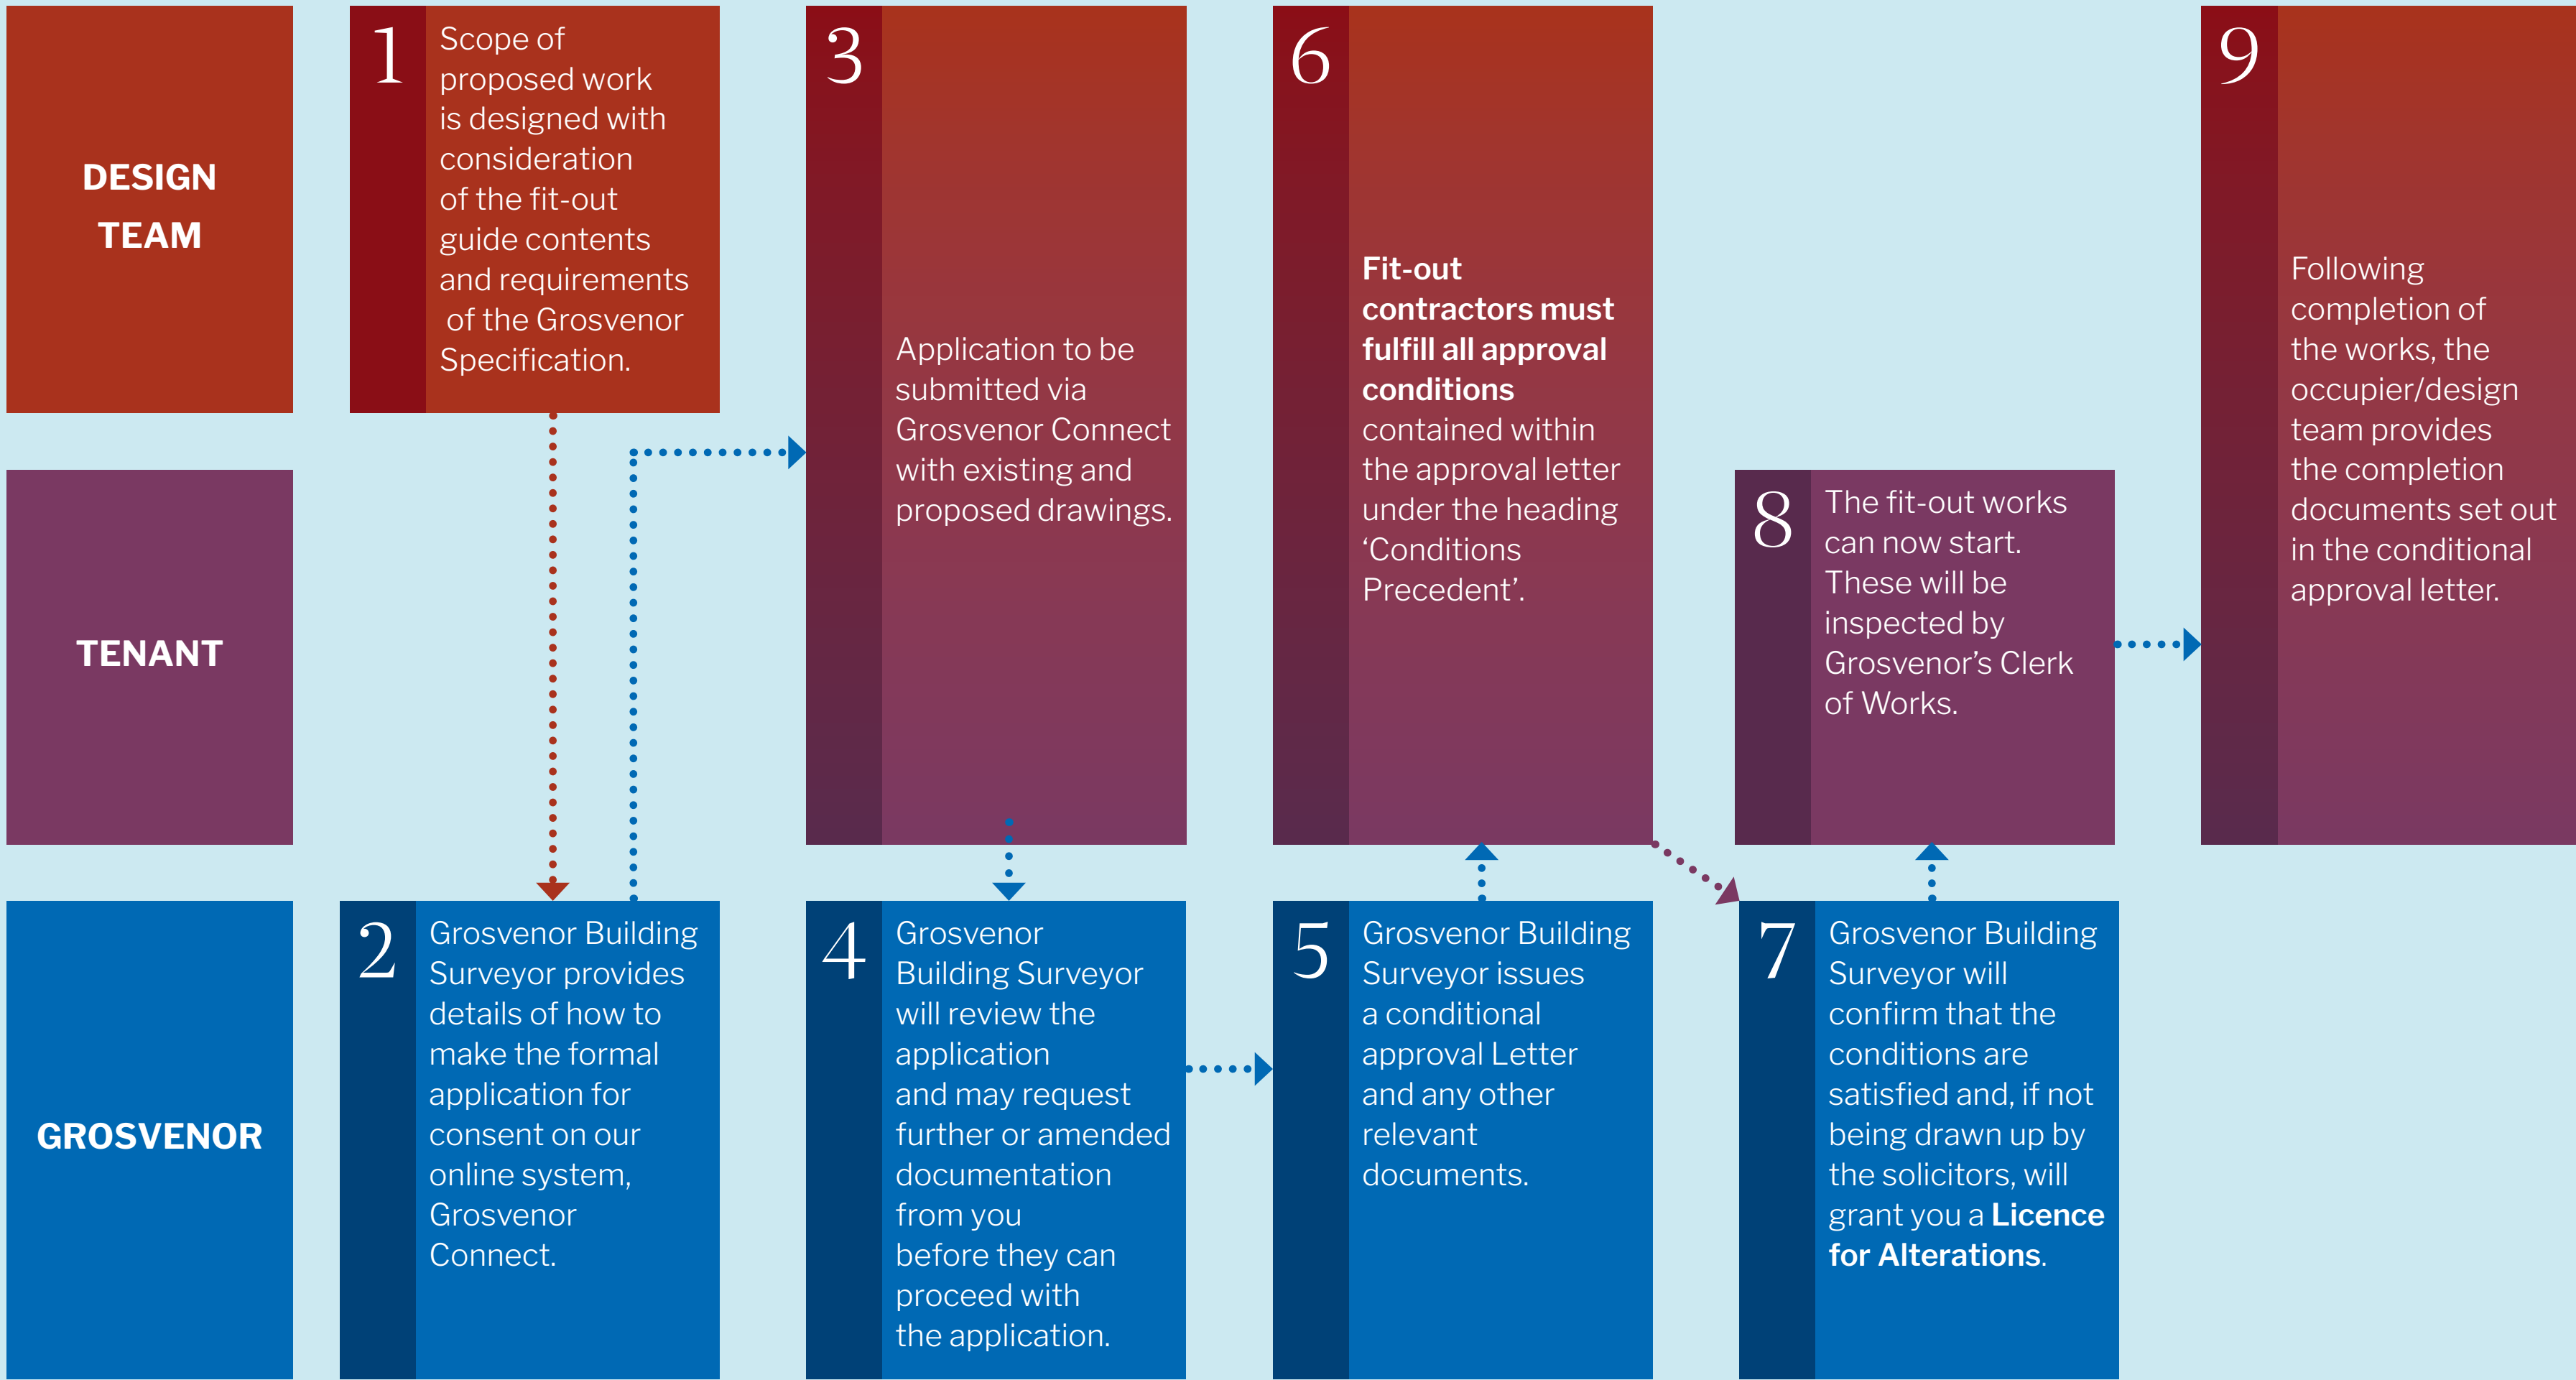 DESIGN
TEAM
TENANT
GROSVENOR
1
Scope of
proposed work
is designed with
consideration
of the fit-out
guide contents
and requirements
of the Grosvenor
Specification.
2
Grosvenor Building
Surveyor provides
details of how to
make the formal
application for
consent on our
online system,
Grosvenor
Connect.
3
Application to be
submitted via
Grosvenor Connect
with existing and
proposed drawings.
4
Grosvenor
Building Surveyor
will review the
application
and may request
further or amended
documentation
from you
before they can
proceed with
the application.
5
Grosvenor Building
Surveyor issues
a conditional
approval Letter
and any other
relevant
documents.
6
Fit-out
contractors must
fulfill all approval
conditions
contained within
the approval letter
under the heading
‘Conditions
Precedent’.
7
Grosvenor Building
Surveyor will
confirm that the
conditions are
satisfied and, if not
being drawn up by
the solicitors, will
grant you a Licence
for Alterations.
8
The fit-out works
can now start.
These will be
inspected by
Grosvenor’s Clerk
of Works.
9
Following
completion of
the works, the
occupier/design
team provides
the completion
documents set out
in the conditional
approval letter.